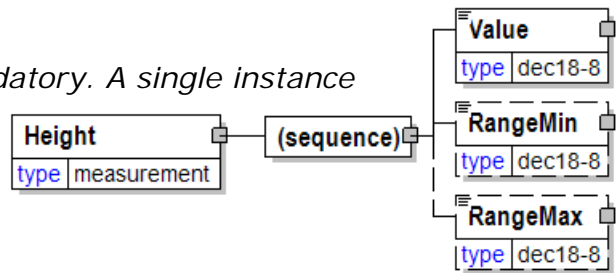 Value
type dec18-8
datory. A single instance
Height
type measurement
(sequence)
RangeMin
type dec18-8
RangeMax
type dec18-8